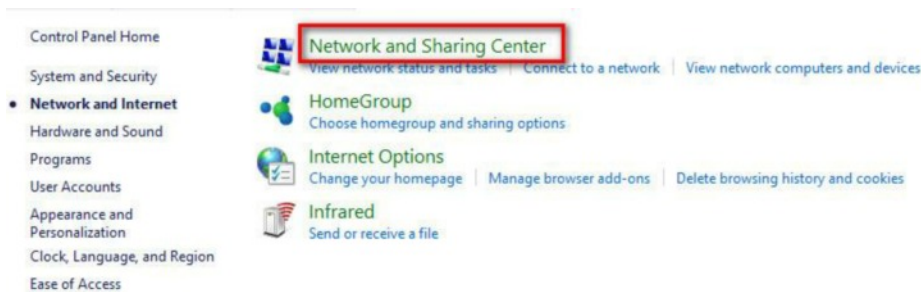 Control Panel Home
System and Security
Network and Internet
Hardware and Sound
Programs
User Accounts
Appearance and
Personalization
Clock, Language, and Region
Ease of Access
Network and Sharing Center
View network status and tasks | Connect to a network | View network computers and devices
HomeGroup
Choose homegroup and sharing options
Internet Options
Change your homepage | Manage browser add-ons | Delete browsing history and cookies
Infrared
Send or receive a file